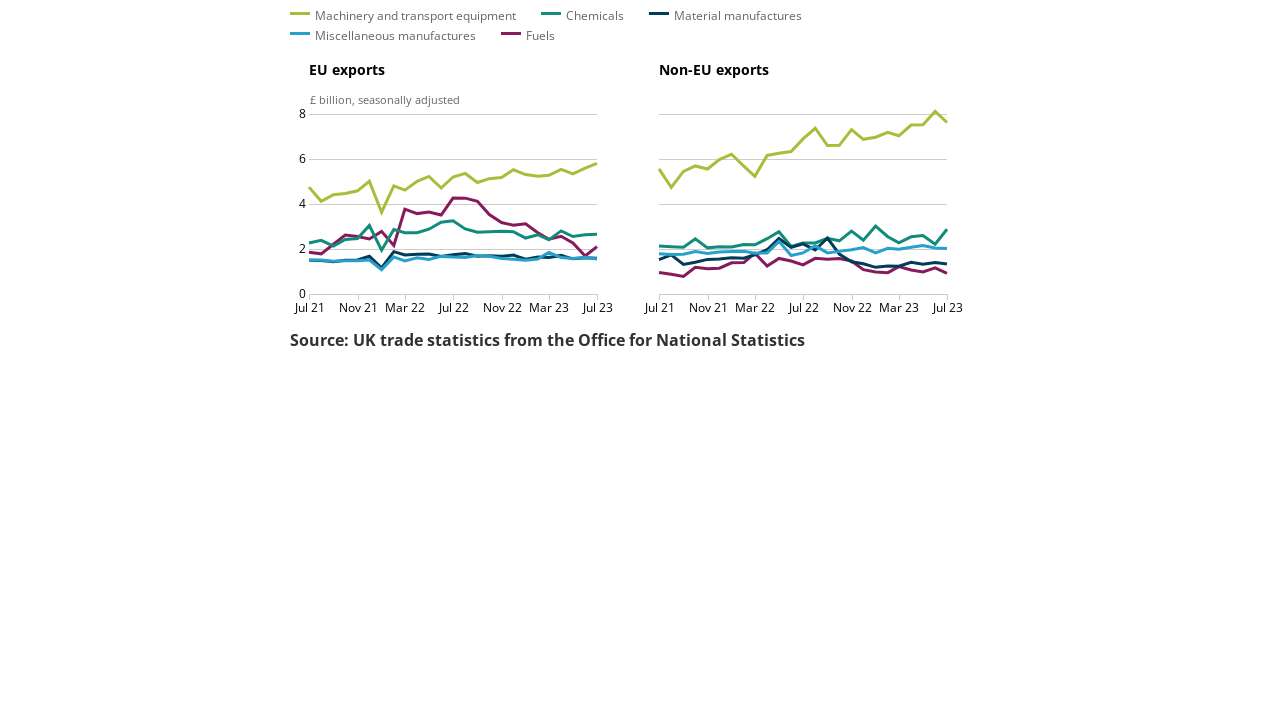 Machinery and transport equipment Chemicals Material manufactures
Miscellaneous manufactures Fuels
EU exports Non-EU exports
£ billion, seasonally adjusted
8
6
4
2
0
Jul 21 Nov 21 Mar 22 Jul 22 Nov 22 Mar 23 Jul 23 Jul 21 Nov 21 Mar 22 Jul 22 Nov 22 Mar 23 Jul 23
Source: UK trade statistics from the Office for National Statistics